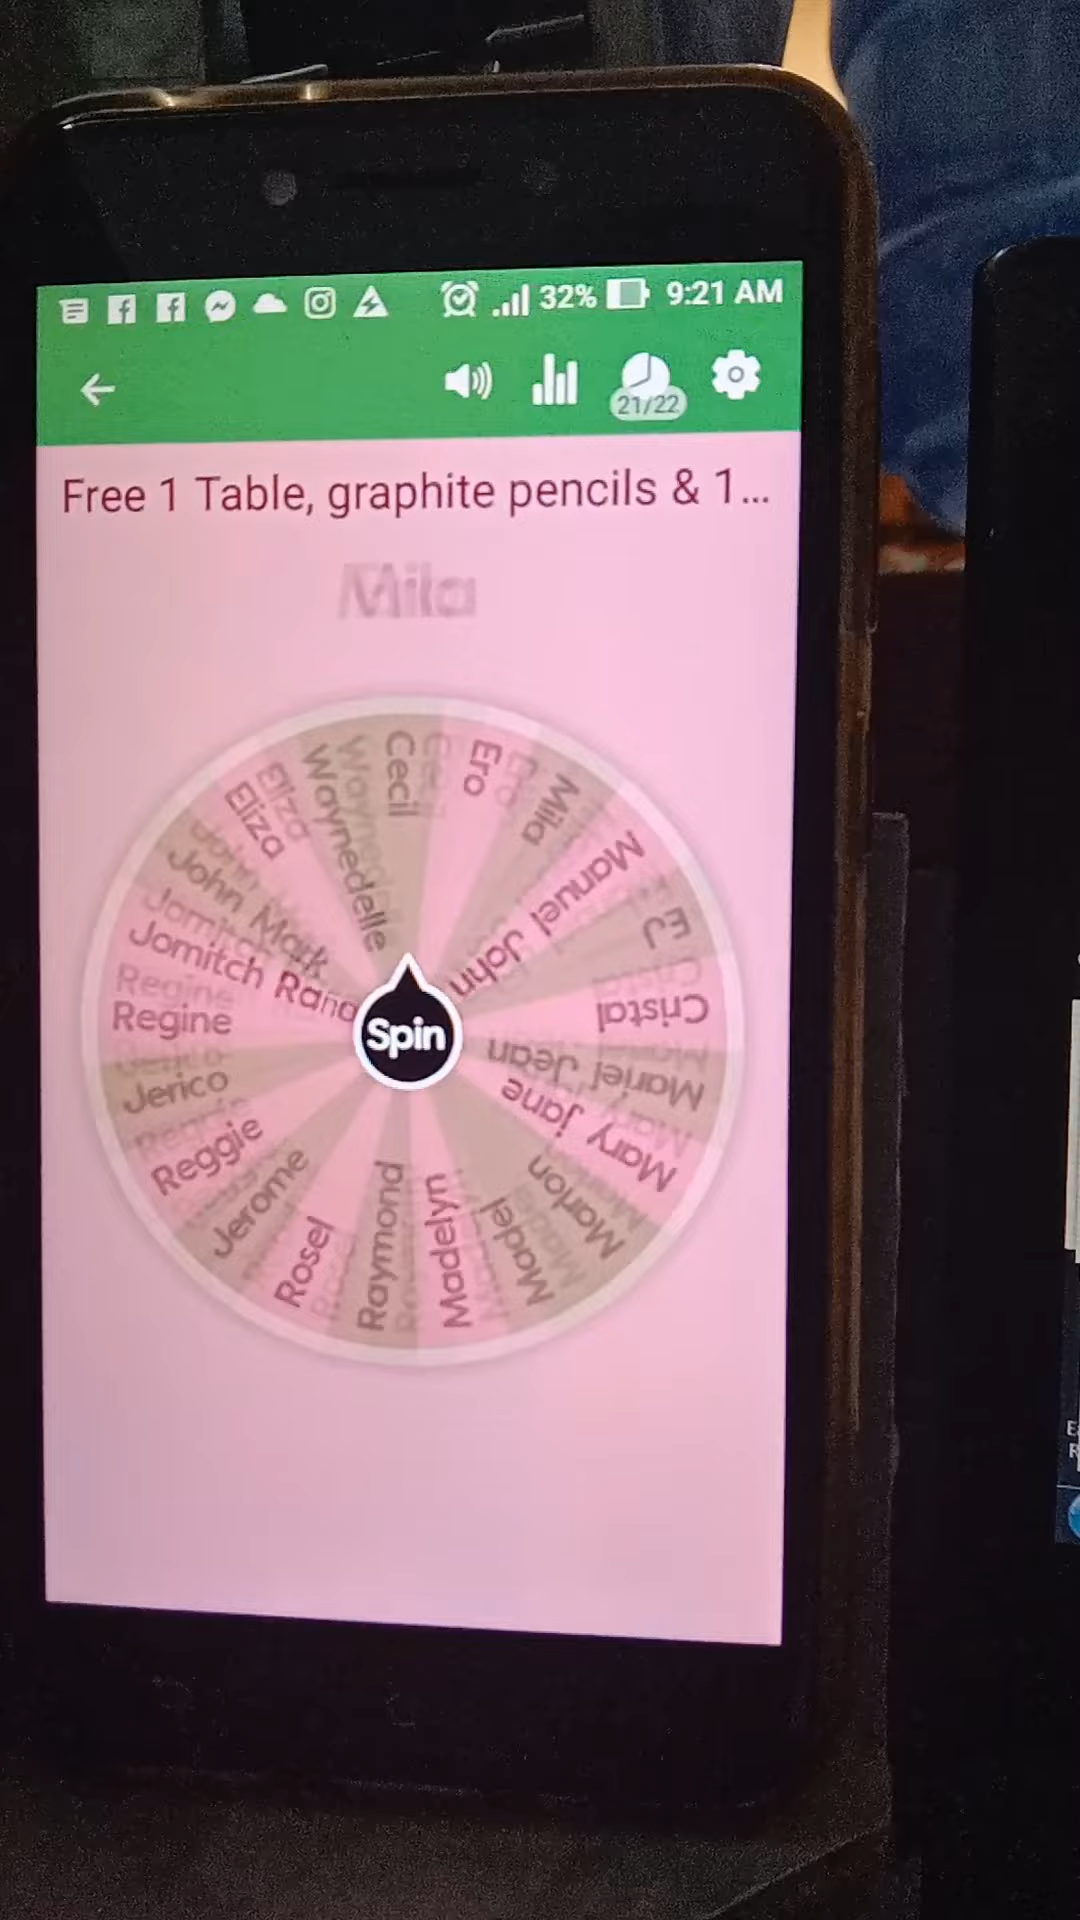 32% 9:21 AM
21/22
Free 1 Table, graphite pencils & 1...
Mila
Cecil
Ero
Mila
Manuel John
EJ
Cristal
Mariel Jean
Mary jane
Marlon
Madel
Madelyn
Raymond
Rosel
Jerome
Reggie
Jerico
Regine
Jomitch Rana
John Mark
Eliza
Waynedelle
Spin